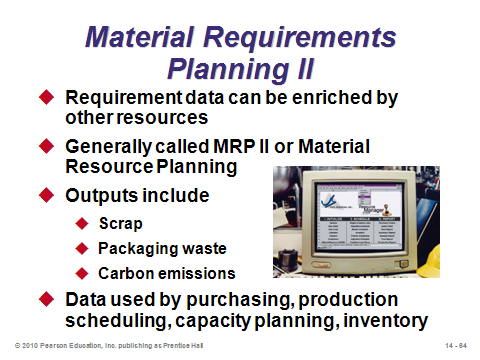 Material Requirements
Planning II
Requirement data can be enriched by
other resources
Generally called MRP II or Material
Resource Planning
Outputs include
Scrap
Packaging waste
Carbon emissions
Data used by purchasing, production
scheduling, capacity planning, inventory
© 2010 Pearson Education, Inc. publishing as Prentice Hall
14 - 64